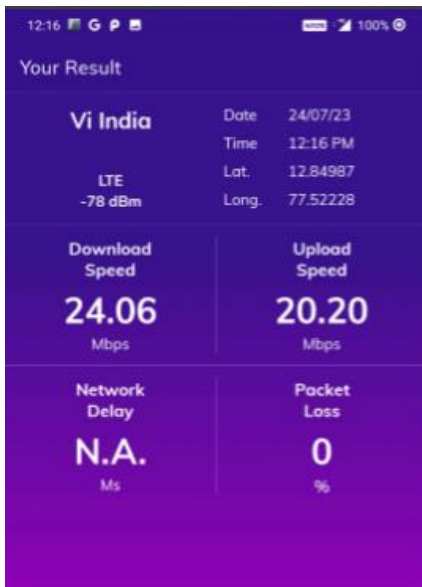 12:16 G P 100%
Your Result
Vi India
LTE
-78 dBm
Date 24/07/23
Time 12:16 PM
Lat. 12.84987
Long. 77.52228
Download
Speed
24.06
Mbps
Upload
Speed
20.20
Mbps
Network
Delay
N.A.
Ms
Packet
Loss
0
%